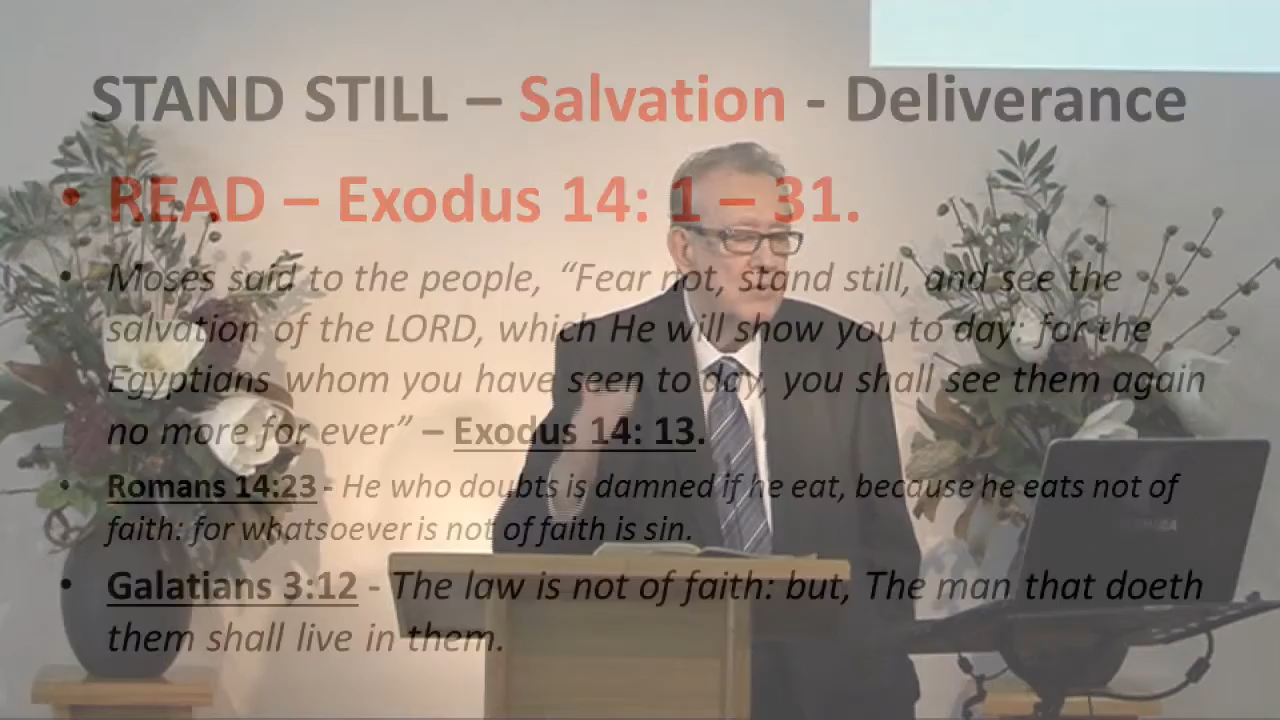 STAND STILL – Salvation - Deliverance
• READ – Exodus 14: 1 – 31.
• Moses said to the people, “Fear not, stand still, and see the
salvation of the LORD, which He will show you to day: for the
Egyptians whom you have seen to day, you shall see them again
no more for ever” – Exodus 14: 13.
• Romans 14:23 - He who doubts is damned if he eat, because he eats not of
faith: for whatsoever is not of faith is sin.
• Galatians 3:12 - The law is not of faith: but, The man that doeth
them shall live in them.